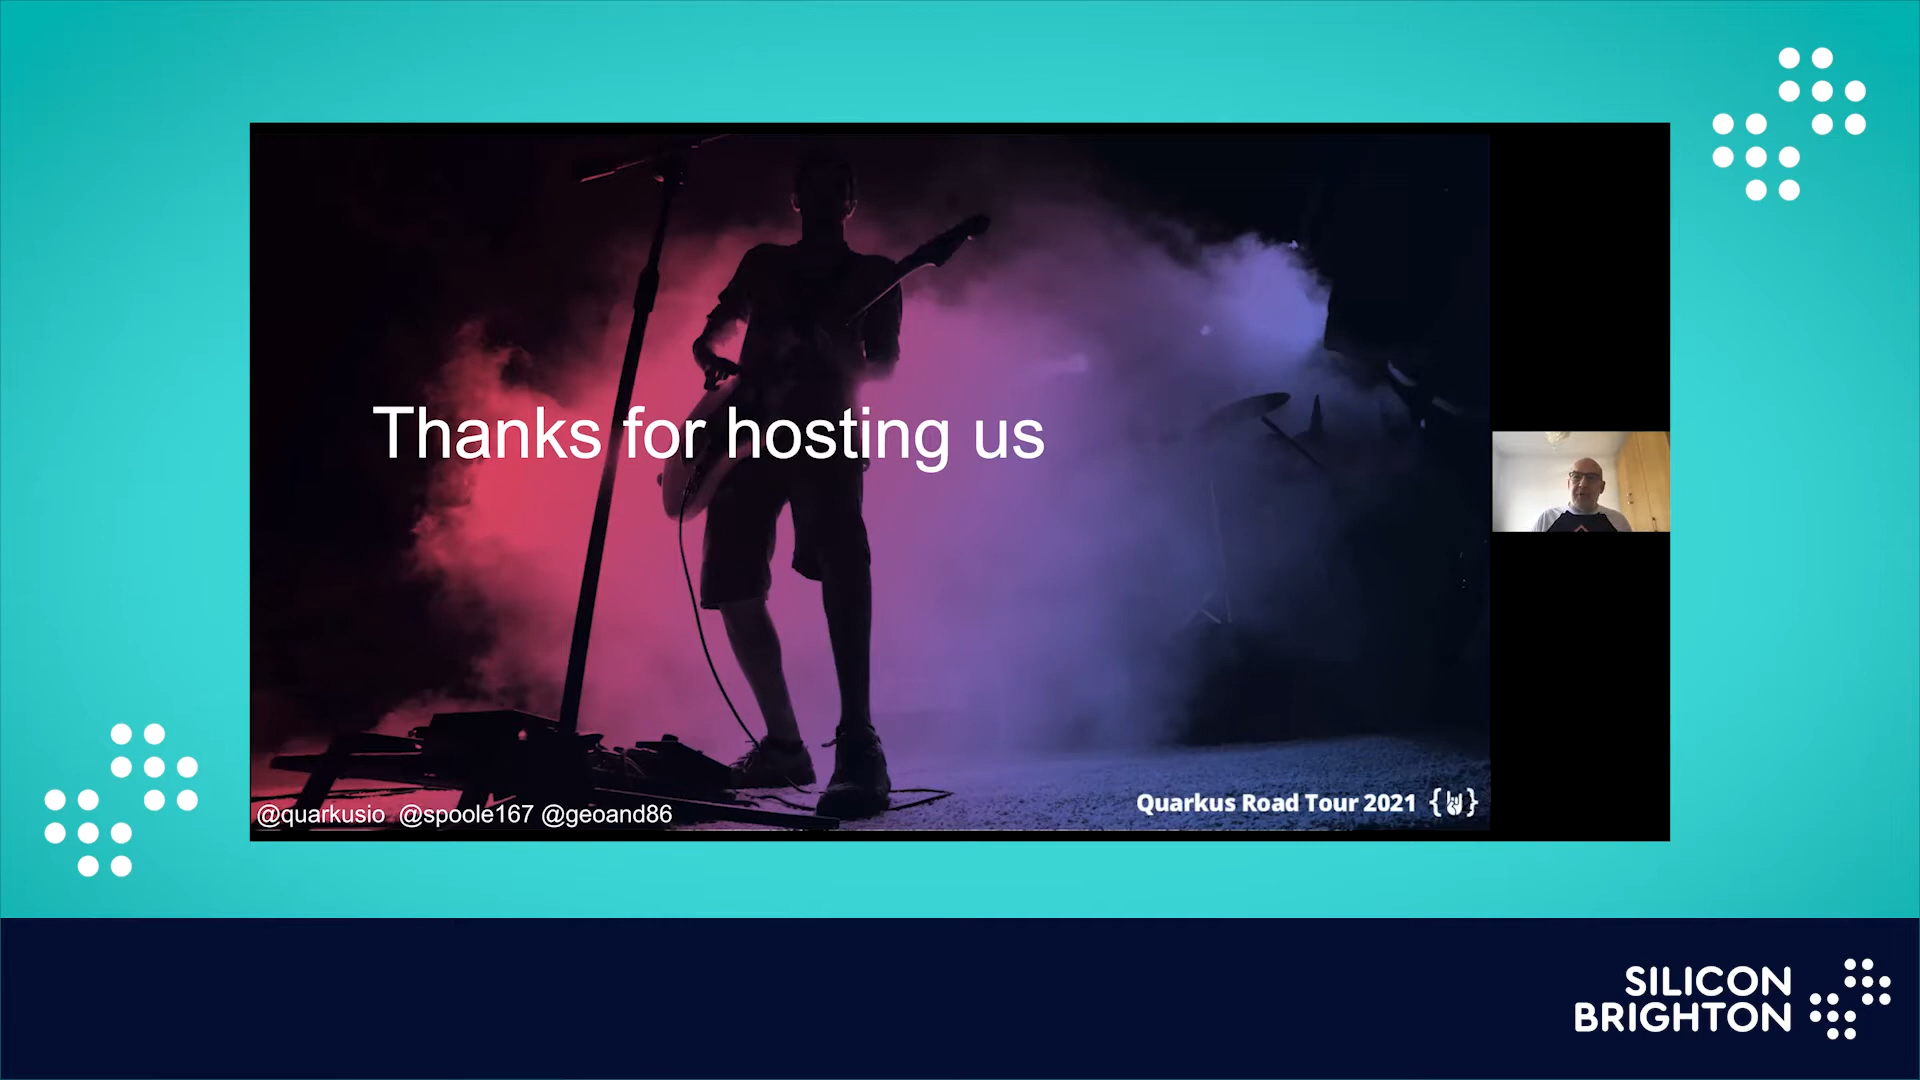 Thanks for hosting us
@quarkusio @spoole167 @geoand86
Quarkus Road Tour 2021 { }
SILICON
BRIGHTON